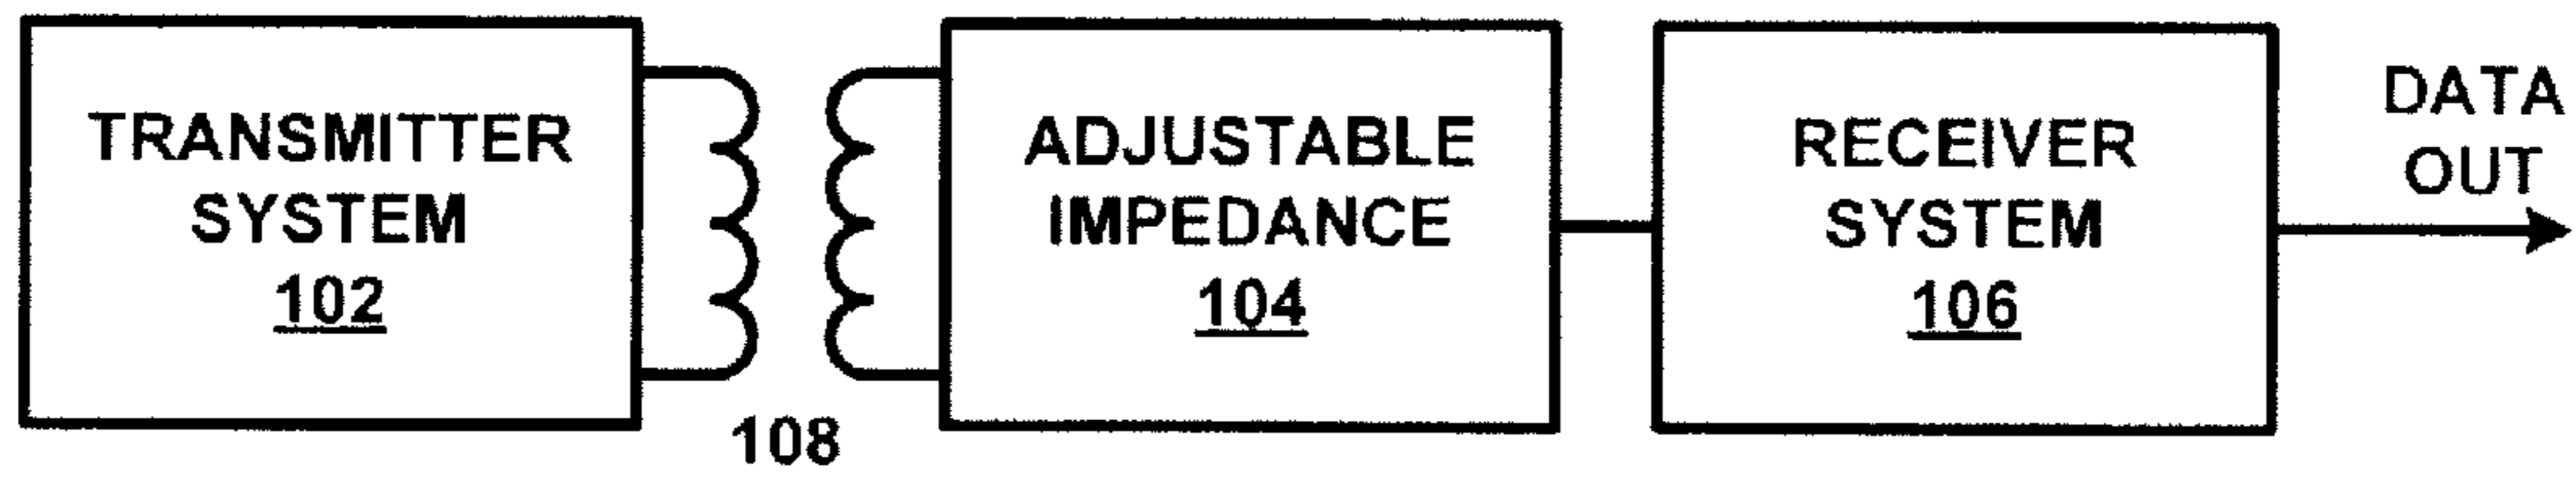 TRANSMITTER
SYSTEM
102
108
ADJUSTABLE
IMPEDANCE
104
RECEIVER
SYSTEM
106
DATA
OUT